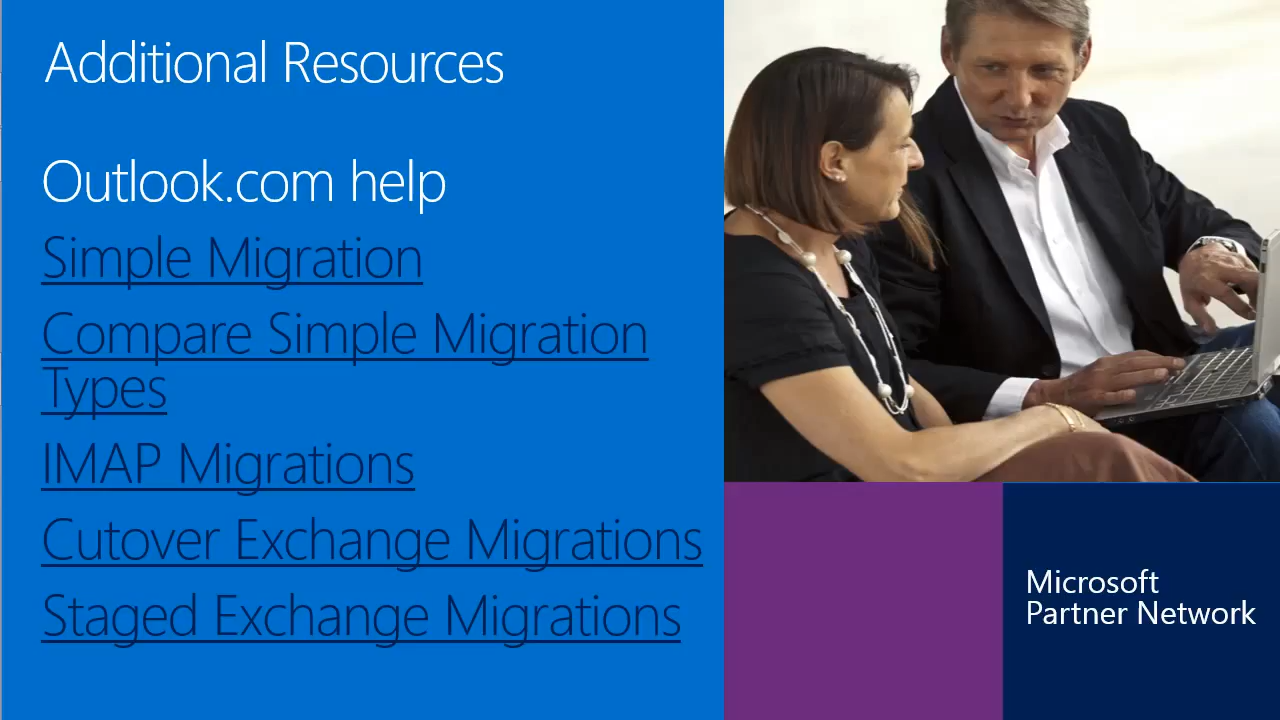 Additional Resources
Outlook.com help
Simple Migration
Compare Simple Migration
Types
IMAP Migrations
Cutover Exchange Migrations
Staged Exchange Migrations
Microsoft
Partner Network